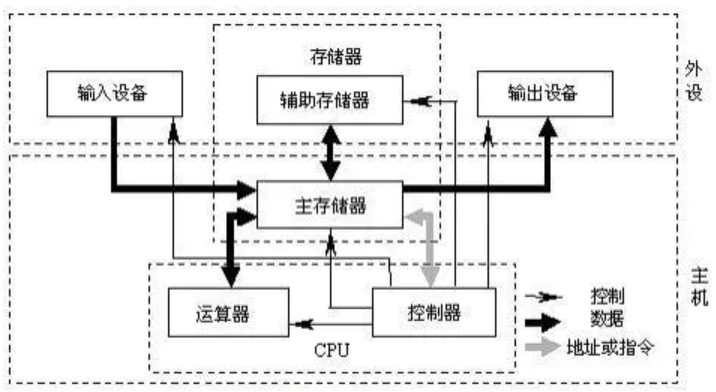 存储器
输入设备
辅助存储器
输出设备
外设
主存储器
主机
运算器
控制器
CPU
控制
数据
地址或指令